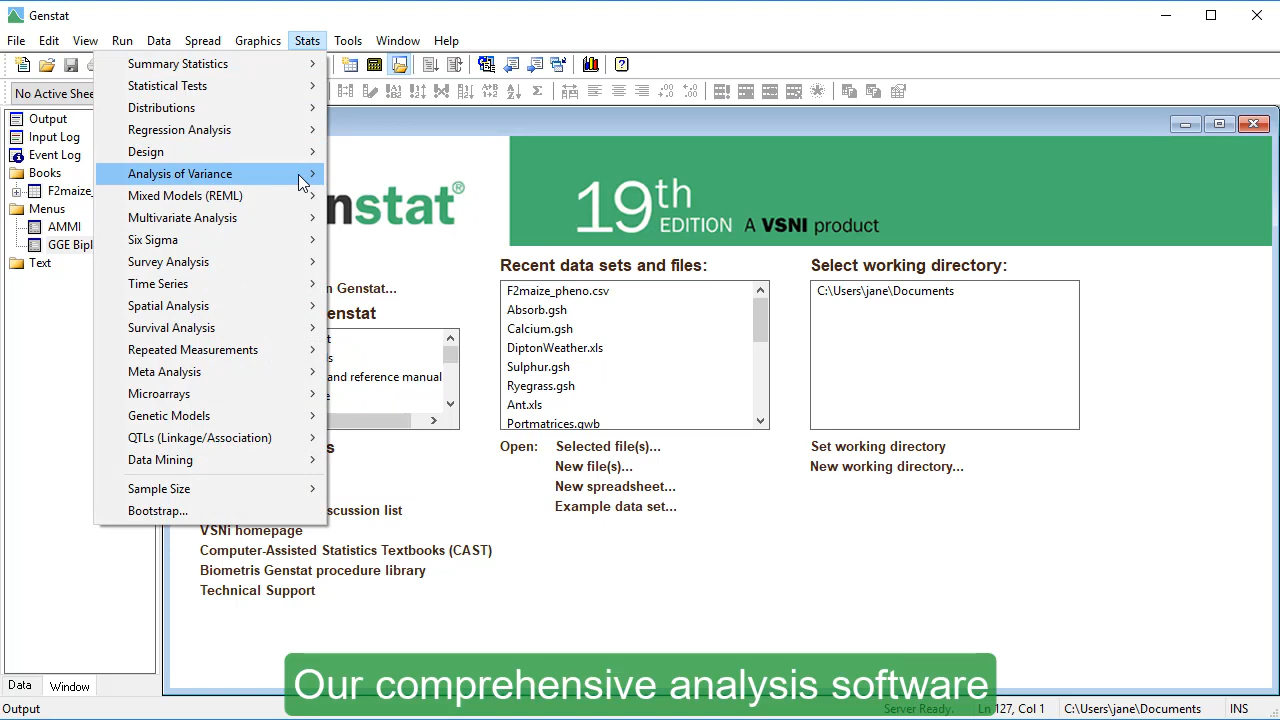 Genstat
File Edit View Run Data Spread Graphics Stats Tools Window Help
No Active Shee
Output
Input Log
Event Log
Books
F2maize_
Menus
AMMI
GGE Bipl
Text
Summary Statistics
Statistical Tests
Distributions
Regression Analysis
Design
Analysis of Variance
Mixed Models (REML)
Multivariate Analysis
Six Sigma
Survey Analysis
Time Series
Spatial Analysis
Survival Analysis
Repeated Measurements
Meta Analysis
Microarrays
Genetic Models
QTLs (Linkage/Association)
Data Mining
Sample Size
Bootstrap...
nstat®
19th EDITION A VSNI product
n Genstat...
enstat
t
s
and reference manual
e
s
scussion list
VSNi homepage
Computer-Assisted Statistics Textbooks (CAST)
Biometris Genstat procedure library
Technical Support
Recent data sets and files:
F2maize_pheno.csv
Absorb.gsh
Calcium.gsh
DiptonWeather.xls
Sulphur.gsh
Ryegrass.gsh
Ant.xls
Portmatrices.gwb
Open: Selected file(s)...
New file(s)...
New spreadsheet...
Example data set...
Select working directory:
C:\Users\jane\Documents
Set working directory
New working directory...
Data Window
Our comprehensive analysis software
Output Server Ready. Ln 127, Col 1 C:\Users\jane\Documents INS